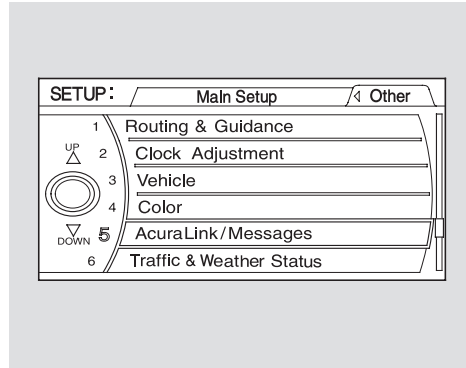 SETUP: Main Setup Other
1 Routing & Guidance
UP 2 Clock Adjustment
3 Vehicle
4 Color
DOWN 5 AcuraLink/Messages
6 Traffic & Weather Status